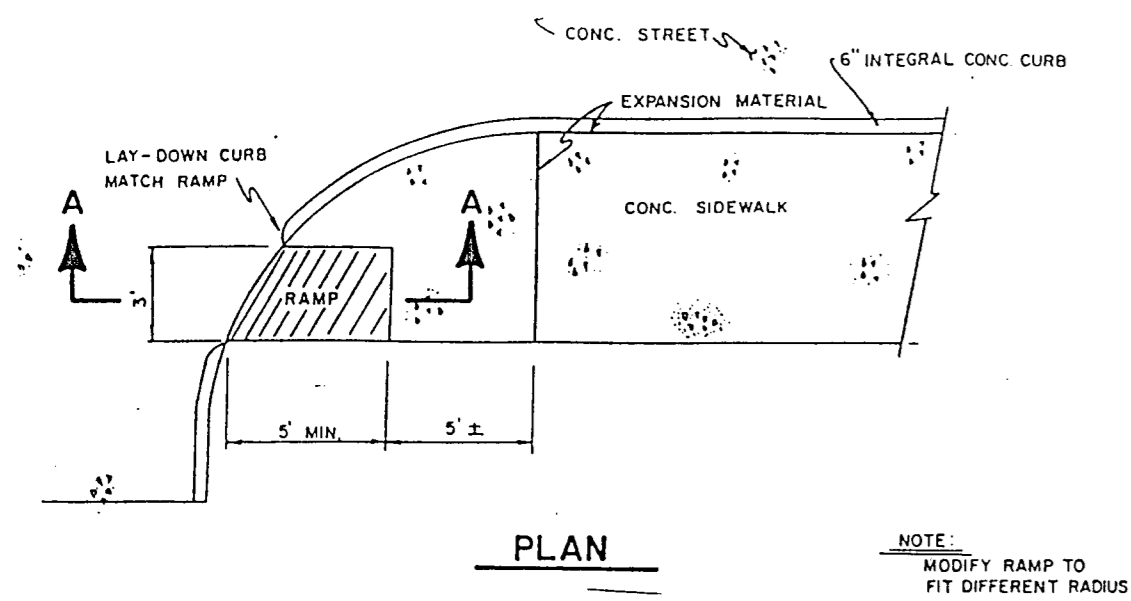 CONC. STREET
6" INTEGRAL CONC. CURB
EXPANSION MATERIAL
LAY-DOWN CURB
MATCH RAMP
A
A
CONC. SIDEWALK
3'
RAMP
5' MIN.
5' ±
PLAN
NOTE:
MODIFY RAMP TO
FIT DIFFERENT RADIUS